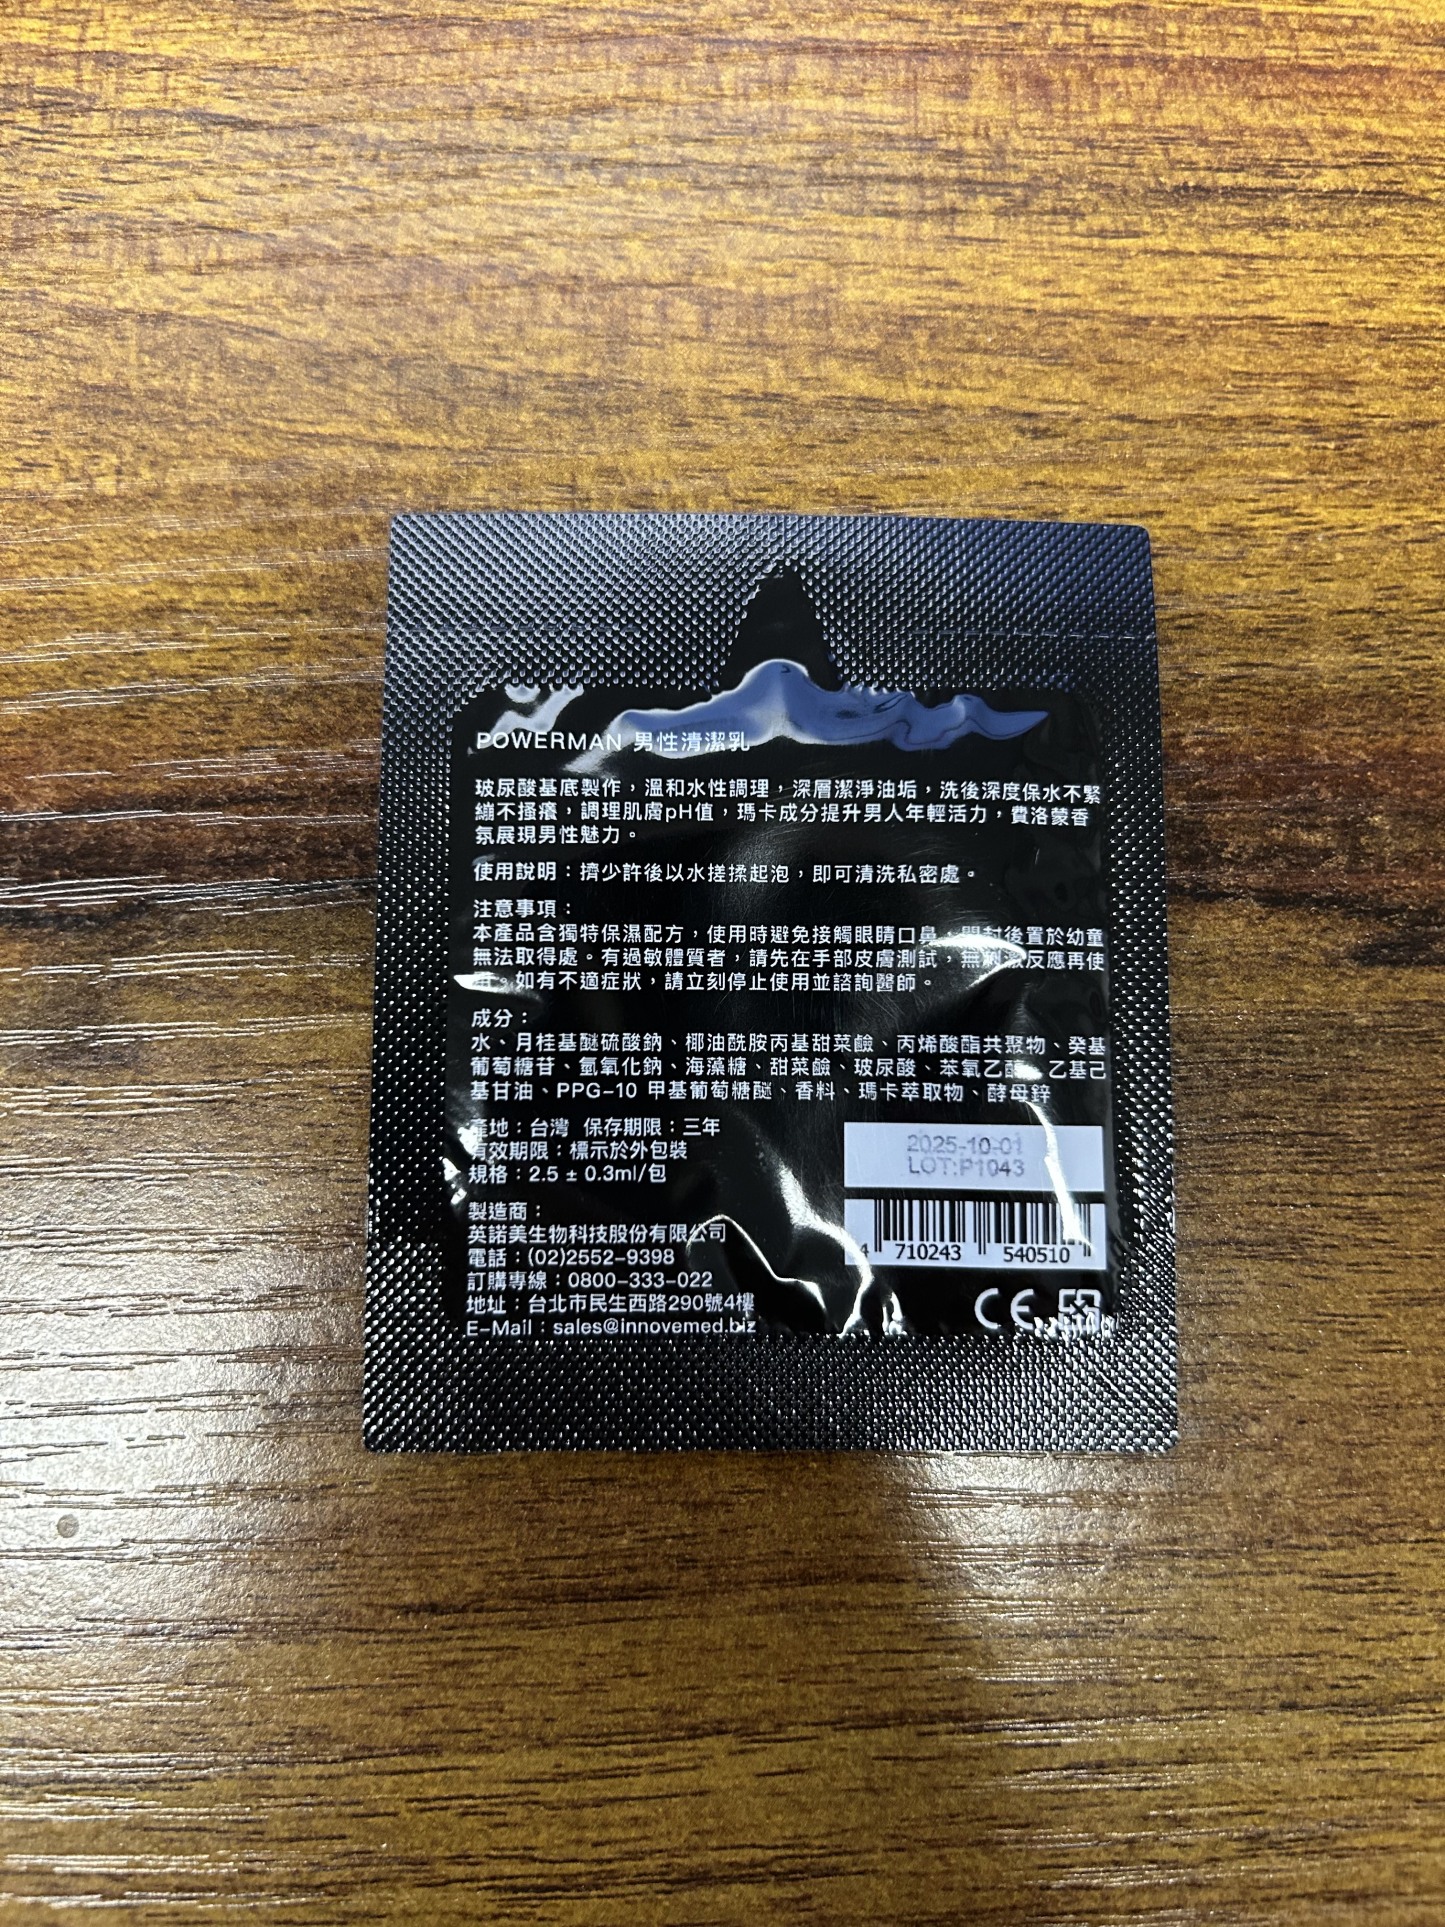 POWERMAN 男性清潔乳
玻尿酸基底製作，溫和水性調理，深層潔淨油垢，洗後深度保水不緊
繃不搔癢，調理肌膚pH值，瑪卡成分提升男人年輕活力，費洛蒙香
氛展現男性魅力。
使用說明：擠少許後以水搓揉起泡，即可清洗私密處。
注意事項：
本產品含獨特保濕配方，使用時避免接觸眼睛口鼻，開封後置於幼童
無法取得處。有過敏體質者，請先在手部皮膚測試，無刺激反應再使
用。如有不適症狀，請立刻停止使用並諮詢醫師。
成分：
水、月桂基醚硫酸鈉、椰油酰胺丙基甜菜鹼、丙烯酸酯共聚物、癸基
葡萄糖苷、氫氧化鈉、海藻糖、甜菜鹼、玻尿酸、苯氧乙醇、乙基己
基甘油、PPG-10 甲基葡萄糖醚、香料、瑪卡萃取物、酵母鋅
產地：台灣 保存期限：三年
有效期限：標示於外包裝
規格：2.5 ± 0.3ml/包
2025-10-01
LOT:P1043
製造商：
英諾美生物科技股份有限公司
電話：(02)2552-9398
訂購專線：0800-333-022
地址：台北市民生西路290號4樓
E-Mail：sales@innovemed.biz
4 710243 540510
CE